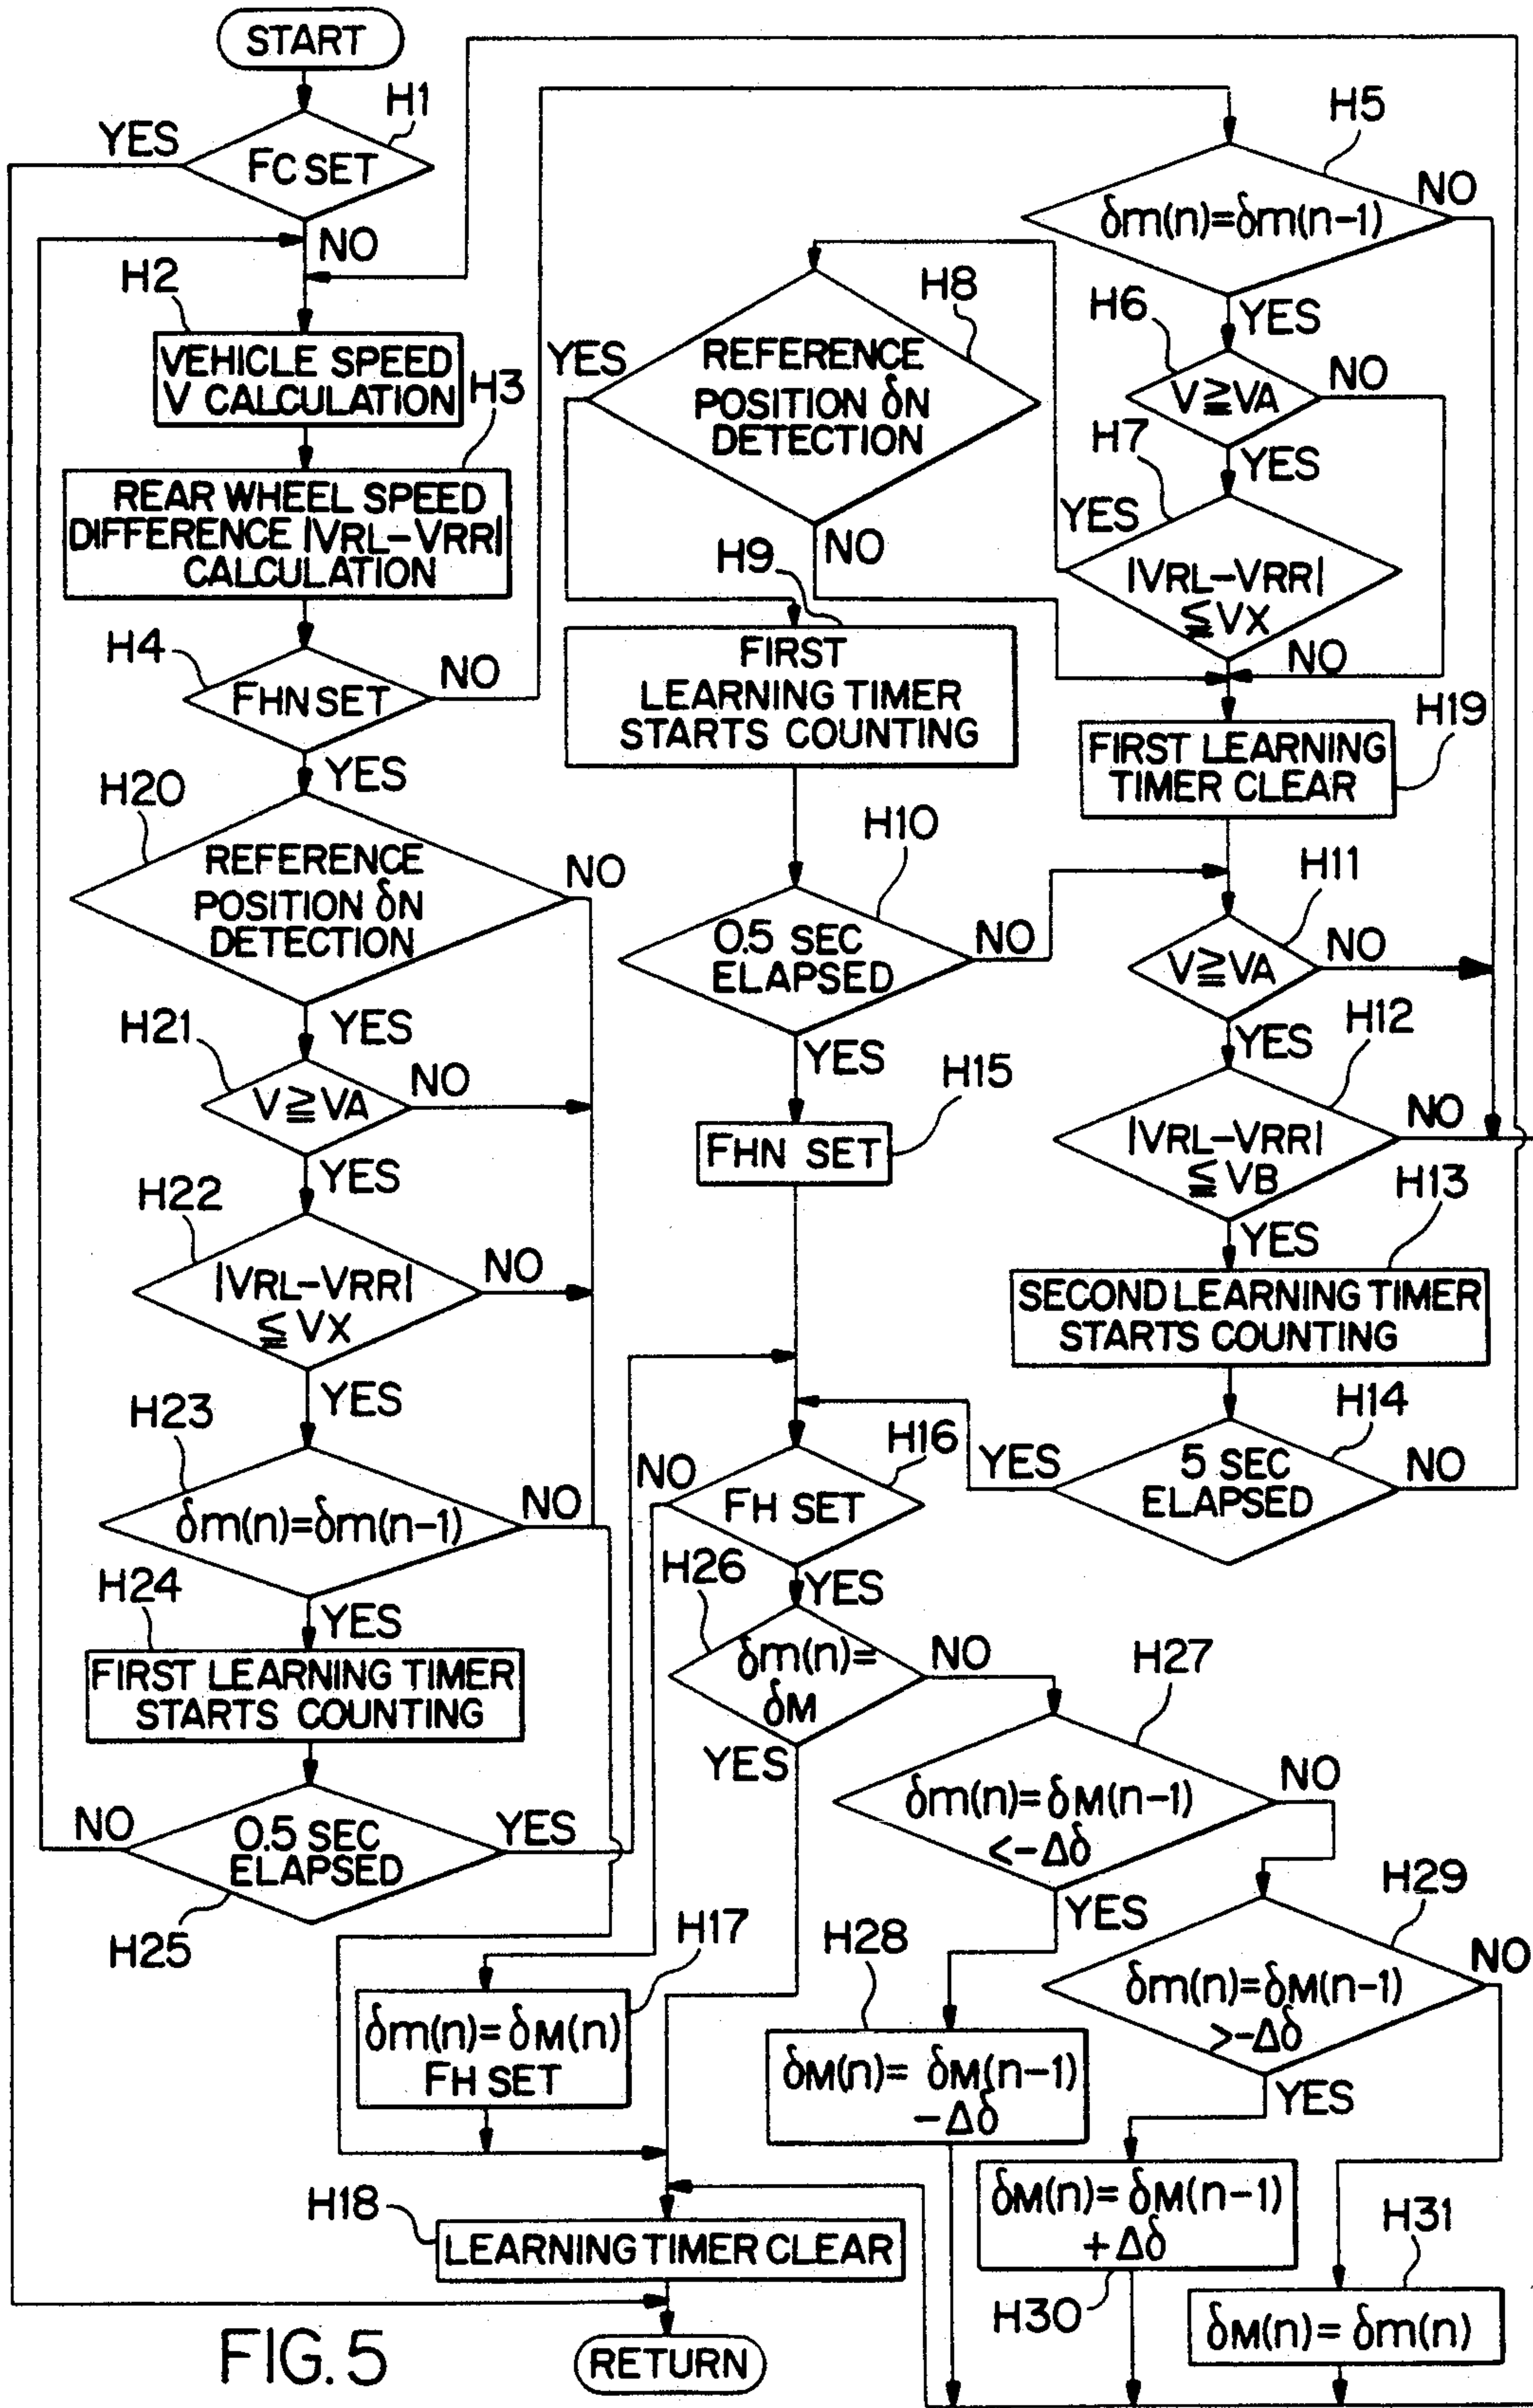 START
H1
YES
FC SET
NO
H2
VEHICLE SPEED
V CALCULATION
H3
REAR WHEEL SPEED
DIFFERENCE |VRL-VRR|
CALCULATION
H4
FHN SET
NO
YES
H20
REFERENCE
POSITION δN
DETECTION
NO
YES
H21
V≧VA
NO
YES
H22
|VRL-VRR|
≦VX
NO
YES
H23
δm(n)=δm(n-1)
NO
H24
YES
FIRST LEARNING TIMER
STARTS COUNTING
NO
0.5 SEC
ELAPSED
YES
H25
H5
δm(n)=δm(n-1)
NO
YES
H6
V≧VA
NO
YES
H7
YES
|VRL-VRR|
≦VX
NO
H8
YES
REFERENCE
POSITION δN
DETECTION
NO
H9
FIRST
LEARNING TIMER
STARTS COUNTING
H10
0.5 SEC
ELAPSED
NO
YES
H15
FHN SET
H19
FIRST LEARNING
TIMER CLEAR
H11
V≧VA
NO
YES
H12
|VRL-VRR|
≦VB
NO
H13
YES
SECOND LEARNING TIMER
STARTS COUNTING
H14
YES
5 SEC
ELAPSED
NO
H16
NO
FH SET
YES
H26
δm(n)=
δM
NO
YES
H27
δm(n)=δM(n-1)
<-Δδ
NO
YES
H28
δM(n)= δM(n-1)
-Δδ
H29
δm(n)=δM(n-1)
>-Δδ
NO
YES
δM(n)= δM(n-1)
+Δδ
H30
H31
δM(n)= δm(n)
H17
δm(n)=δM(n)
FH SET
H18
LEARNING TIMER CLEAR
RETURN
FIG. 5